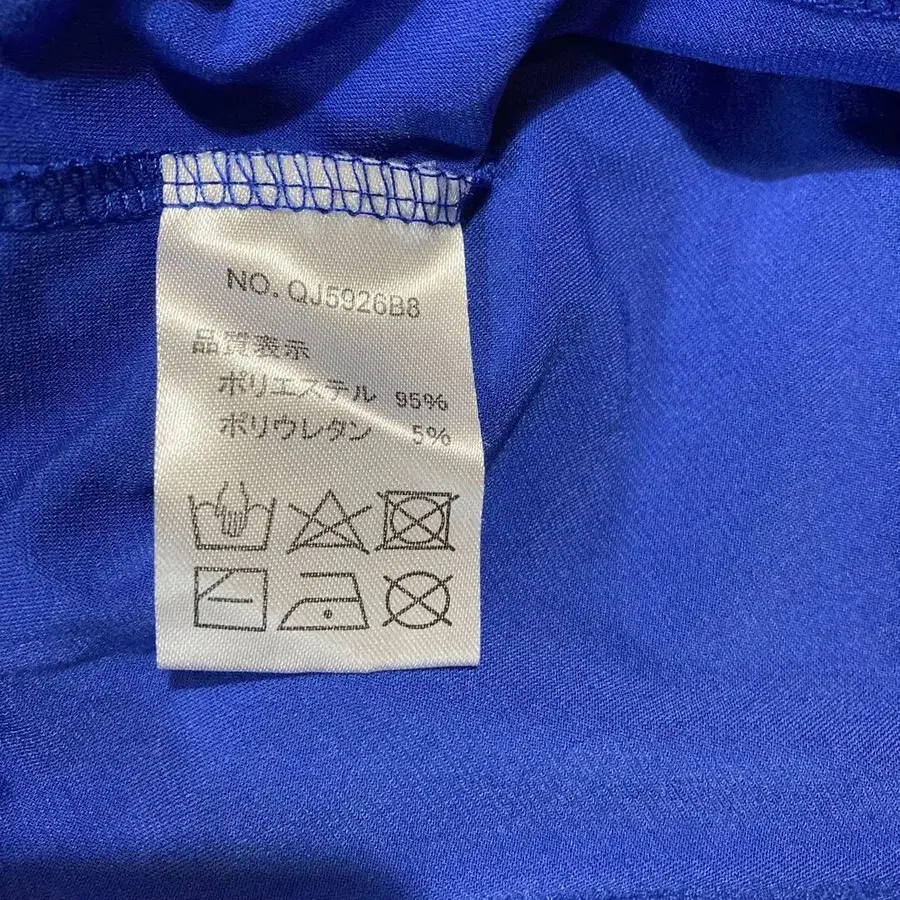 NO. QJ5926B8
品質表示
ポリエステル 95%
ポリウレタン 5%